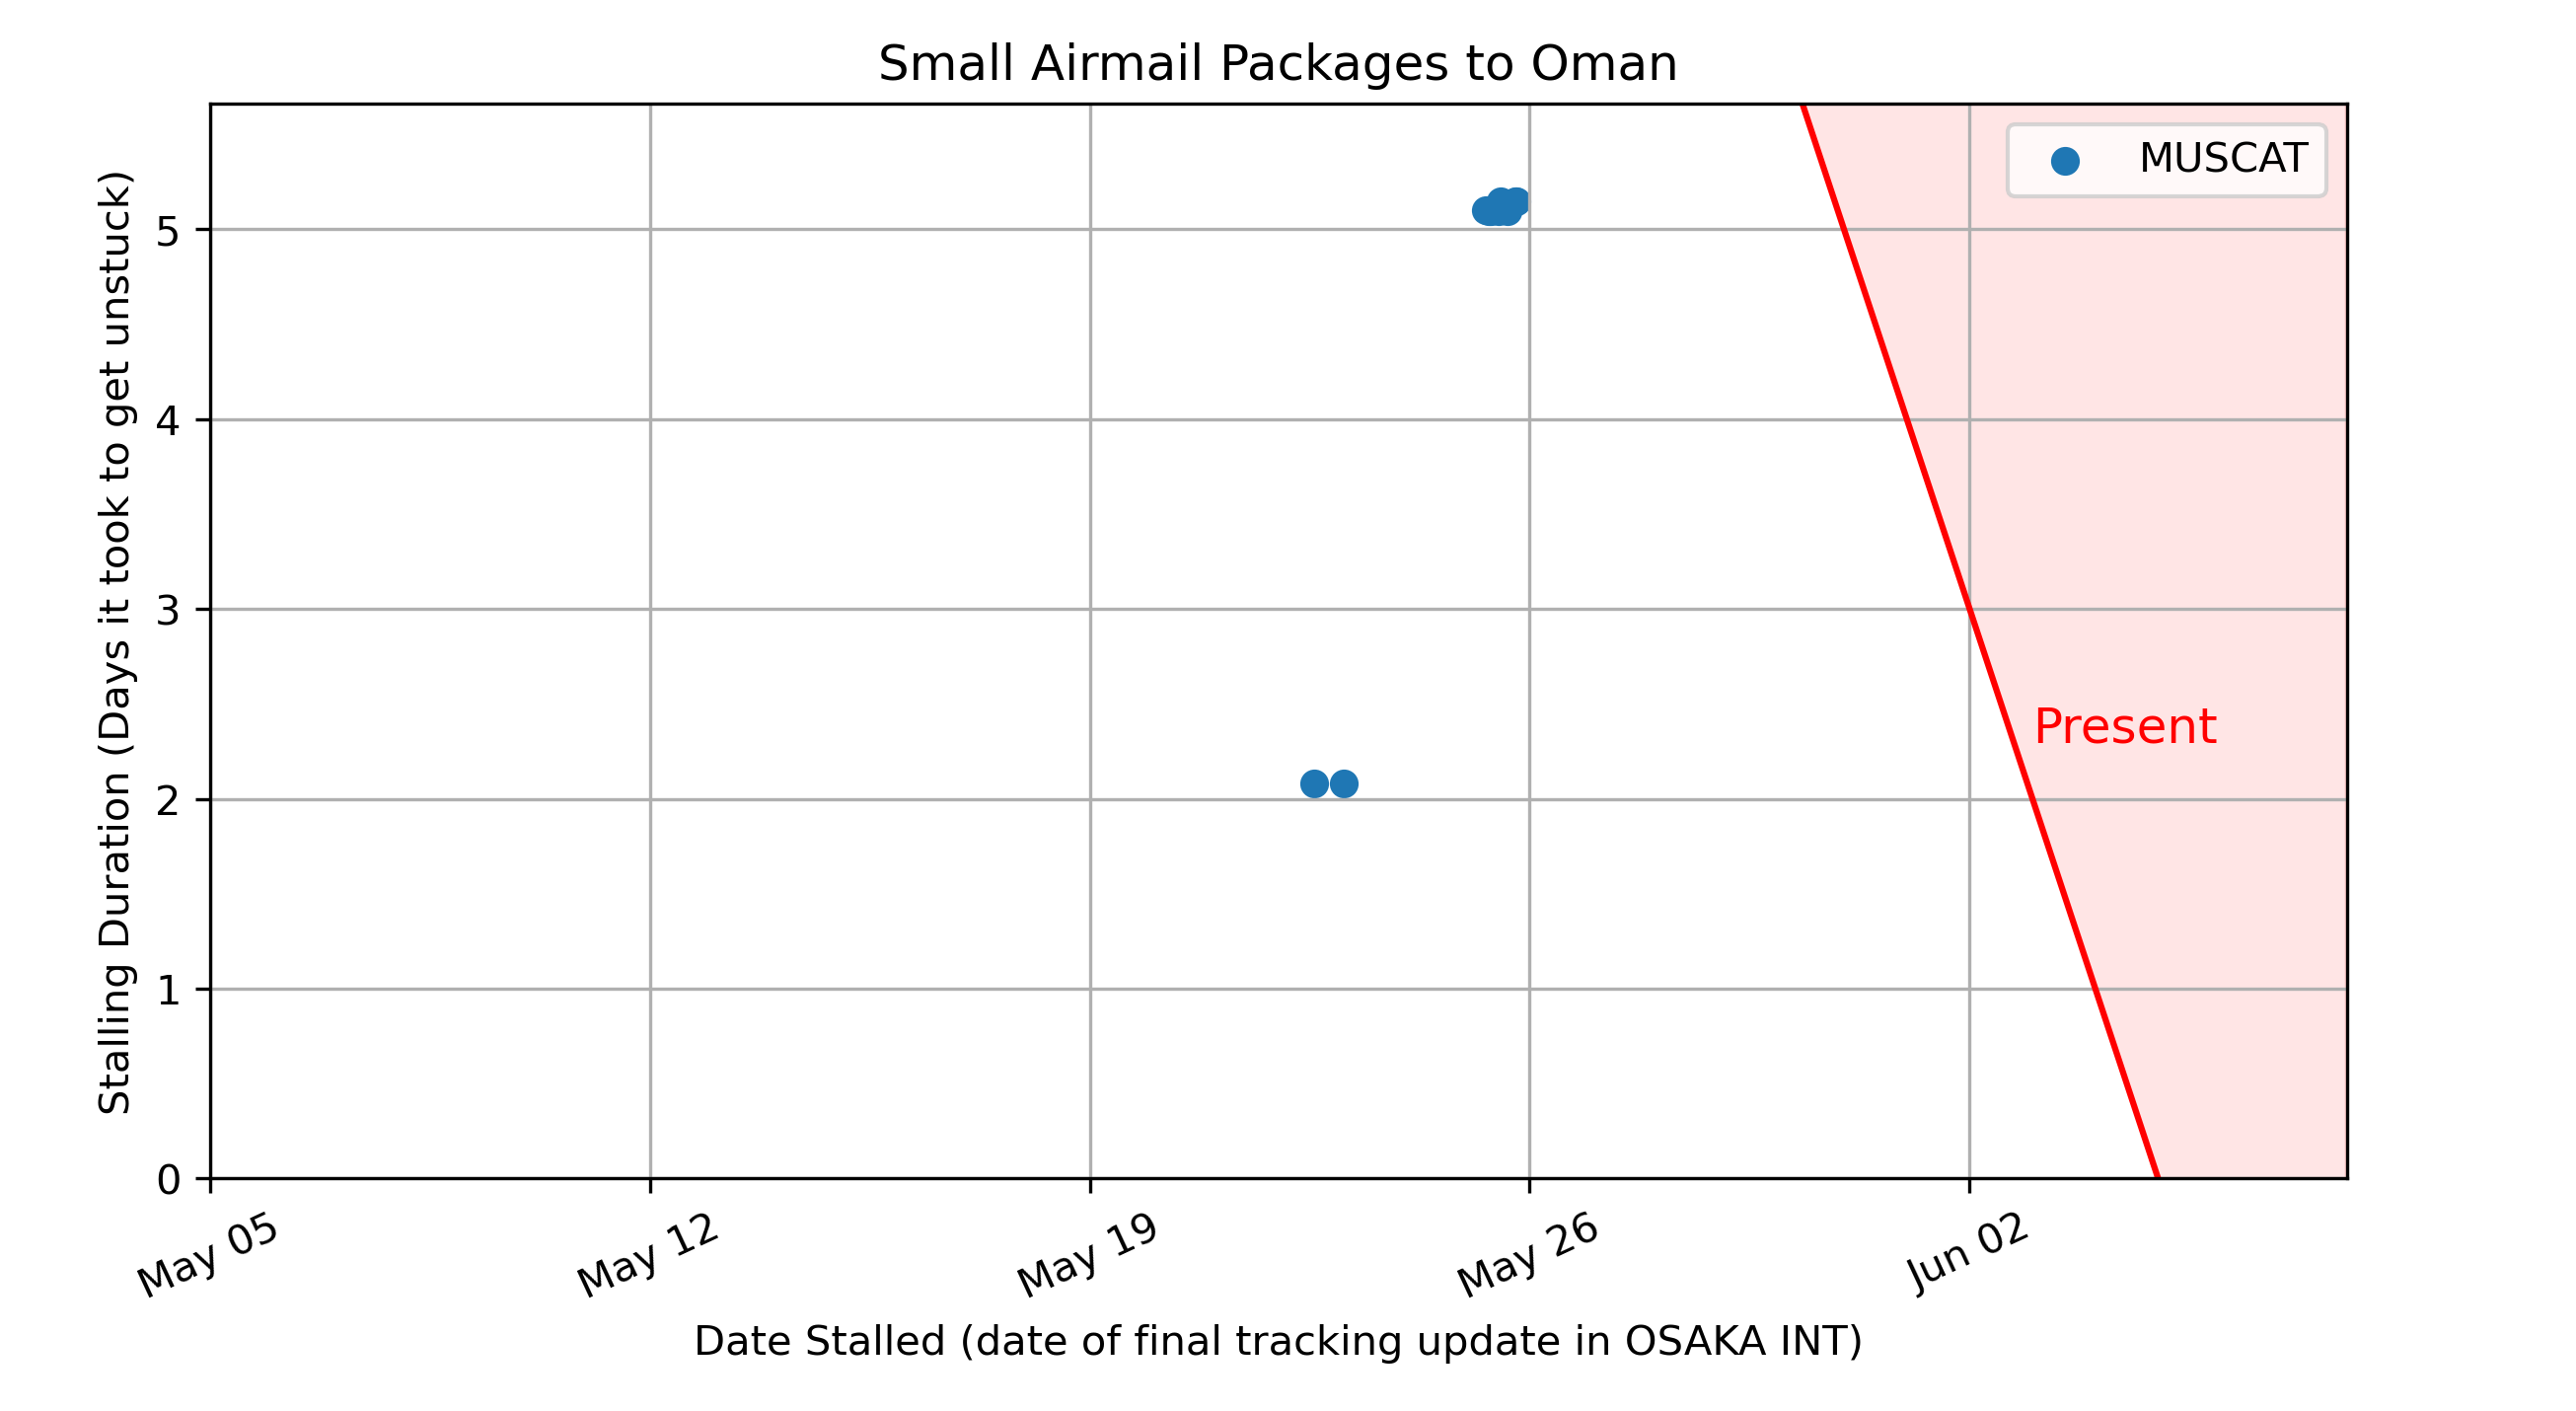 Small Airmail Packages to Oman
MUSCAT
Stalling Duration (Days it took to get unstuck)
5
4
3
2
1
0
Present
May 05
May 12
May 19
May 26
Jun 02
Date Stalled (date of final tracking update in OSAKA INT)